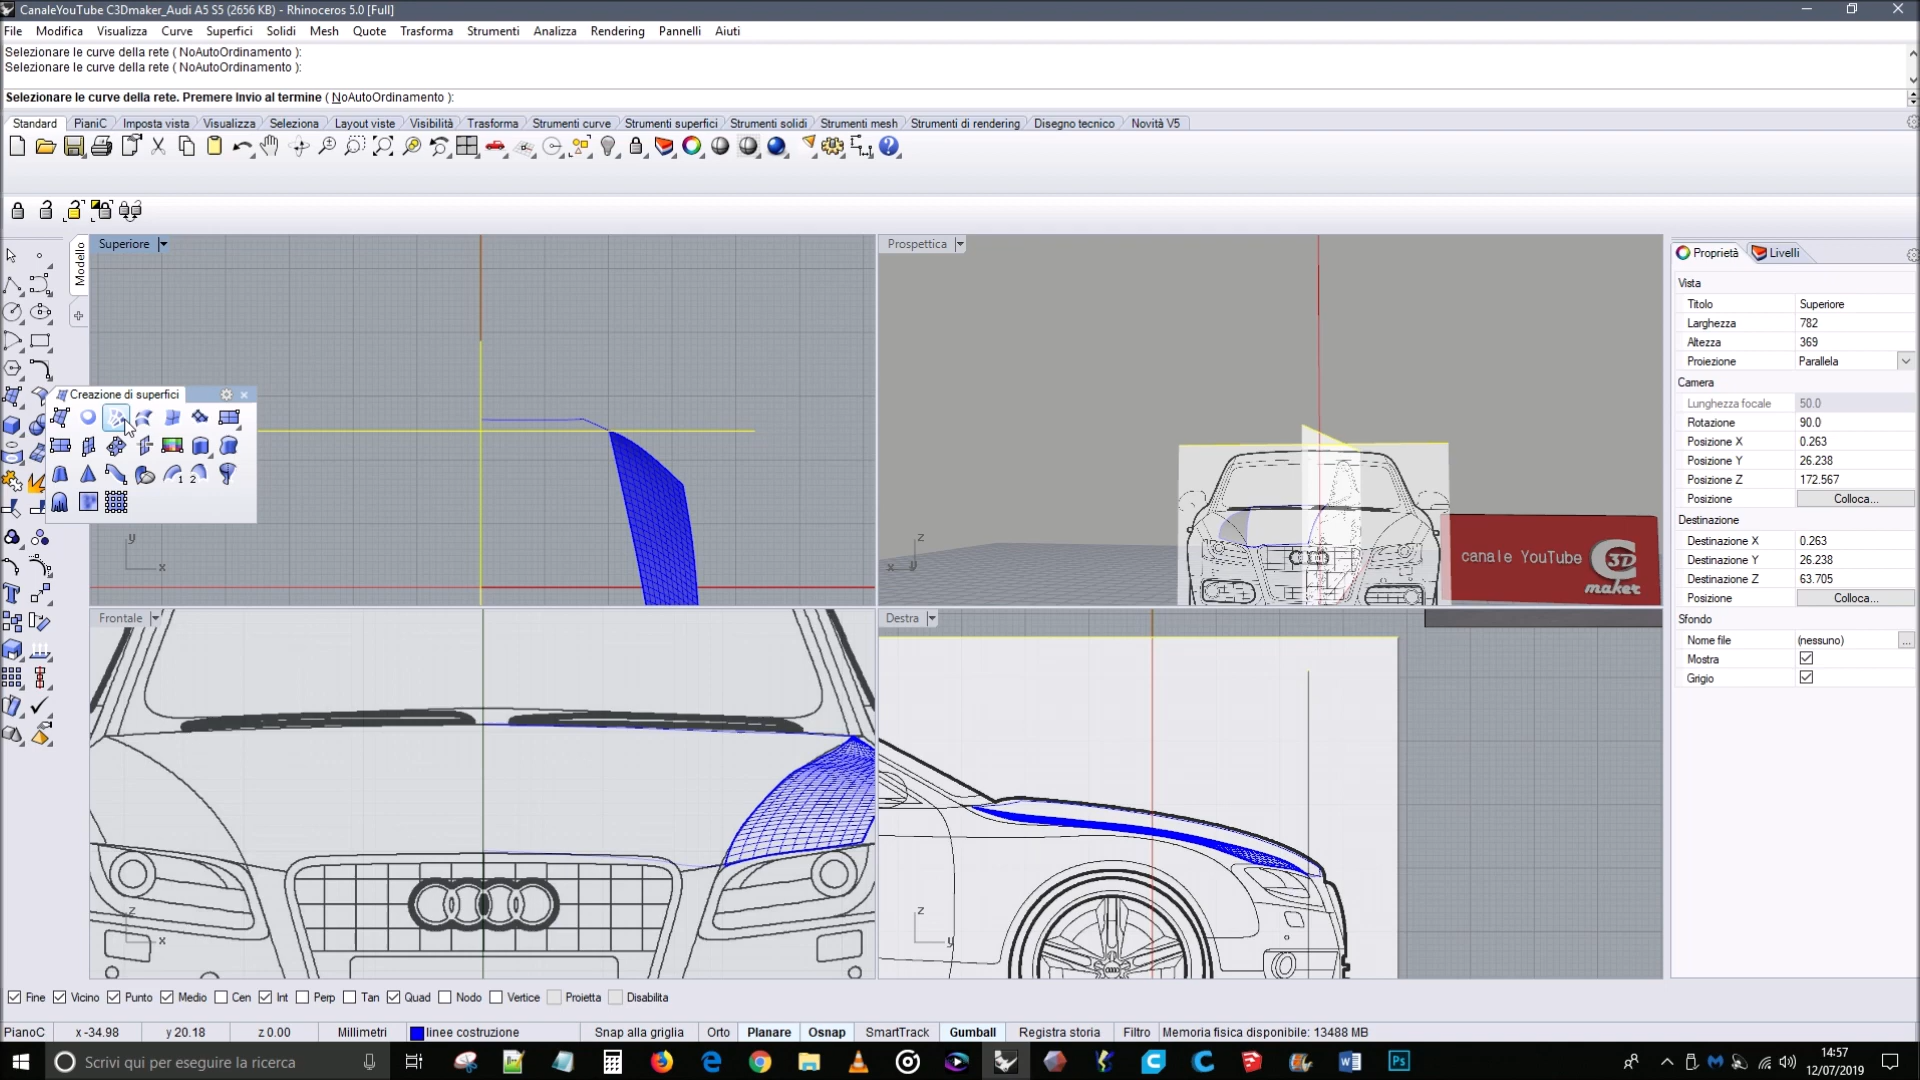 CanaleYouTube C3Dmaker_Audi A5 S5 (2656 KB) - Rhinoceros 5.0 [Full]
File Modifica Visualizza Curve Superfici Solidi Mesh Quote Trasforma Strumenti Analizza Rendering Pannelli Aiuti
Selezionare le curve della rete ( NoAutoOrdinamento ):
Selezionare le curve della rete ( NoAutoOrdinamento ):
Selezionare le curve della rete. Premere Invio al termine ( NoAutoOrdinamento ):
Standard PianiC Imposta vista Visualizza Seleziona Layout viste Visibilità Trasforma Strumenti curve Strumenti superfici Strumenti solidi Strumenti mesh Strumenti di rendering Disegno tecnico Novità V5
Modello
Superiore
Prospettica
Proprietà Livelli
Vista
Titolo Superiore
Larghezza 782
Altezza 369
Proiezione Parallela
Camera
Lunghezza focale 50.0
Rotazione 90.0
Posizione X 0.263
Posizione Y 26.238
Posizione Z 172.567
Posizione Colloca...
Destinazione
Destinazione X 0.263
Destinazione Y 26.238
Destinazione Z 63.705
Posizione Colloca...
Sfondo
Nome file (nessuno) ...
Mostra
Grigio
Creazione di superfici
1 2
y
x
z
x y
canale YouTube
C3D
maker
Frontale
Destra
z
x
z
y
Fine Vicino Punto Medio Cen Int Perp Tan Quad Nodo Vertice Proietta Disabilita
PianoC x -34.98 y 20.18 z 0.00 Millimetri linee costruzione Snap alla griglia Orto Planare Osnap SmartTrack Gumball Registra storia Filtro Memoria fisica disponibile: 13488 MB
Scrivi qui per eseguire la ricerca
14:57
12/07/2019